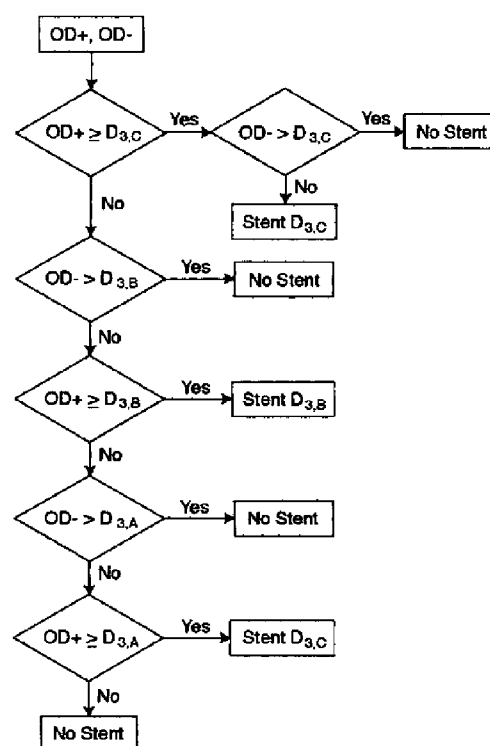 OD+, OD-
OD+ ≥ D3,C
Yes
OD- > D3,C
Yes
No Stent
No
No
Stent D3,C
OD- > D3,B
Yes
No Stent
No
OD+ ≥ D3,B
Yes
Stent D3,B
No
OD- > D3,A
Yes
No Stent
No
OD+ ≥ D3,A
Yes
Stent D3,C
No
No Stent